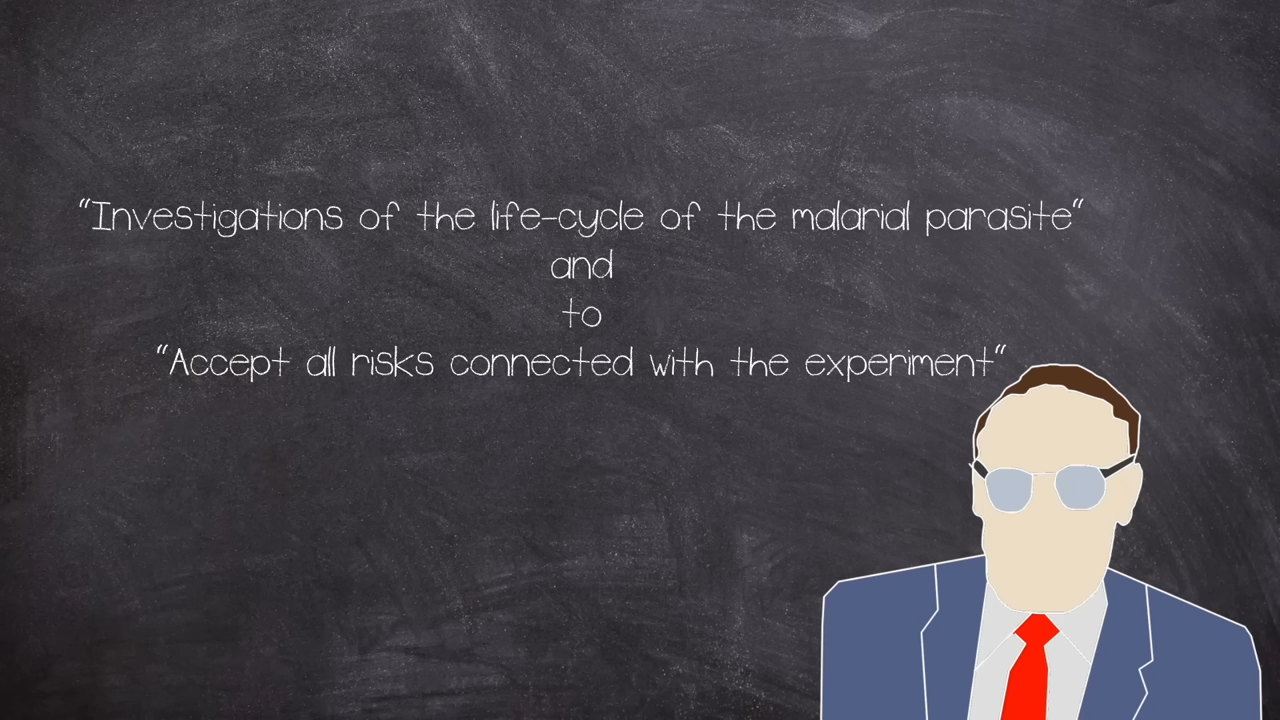 “Investigations of the life-cycle of the malarial parasite“
and
to
“Accept all risks connected with the experiment“